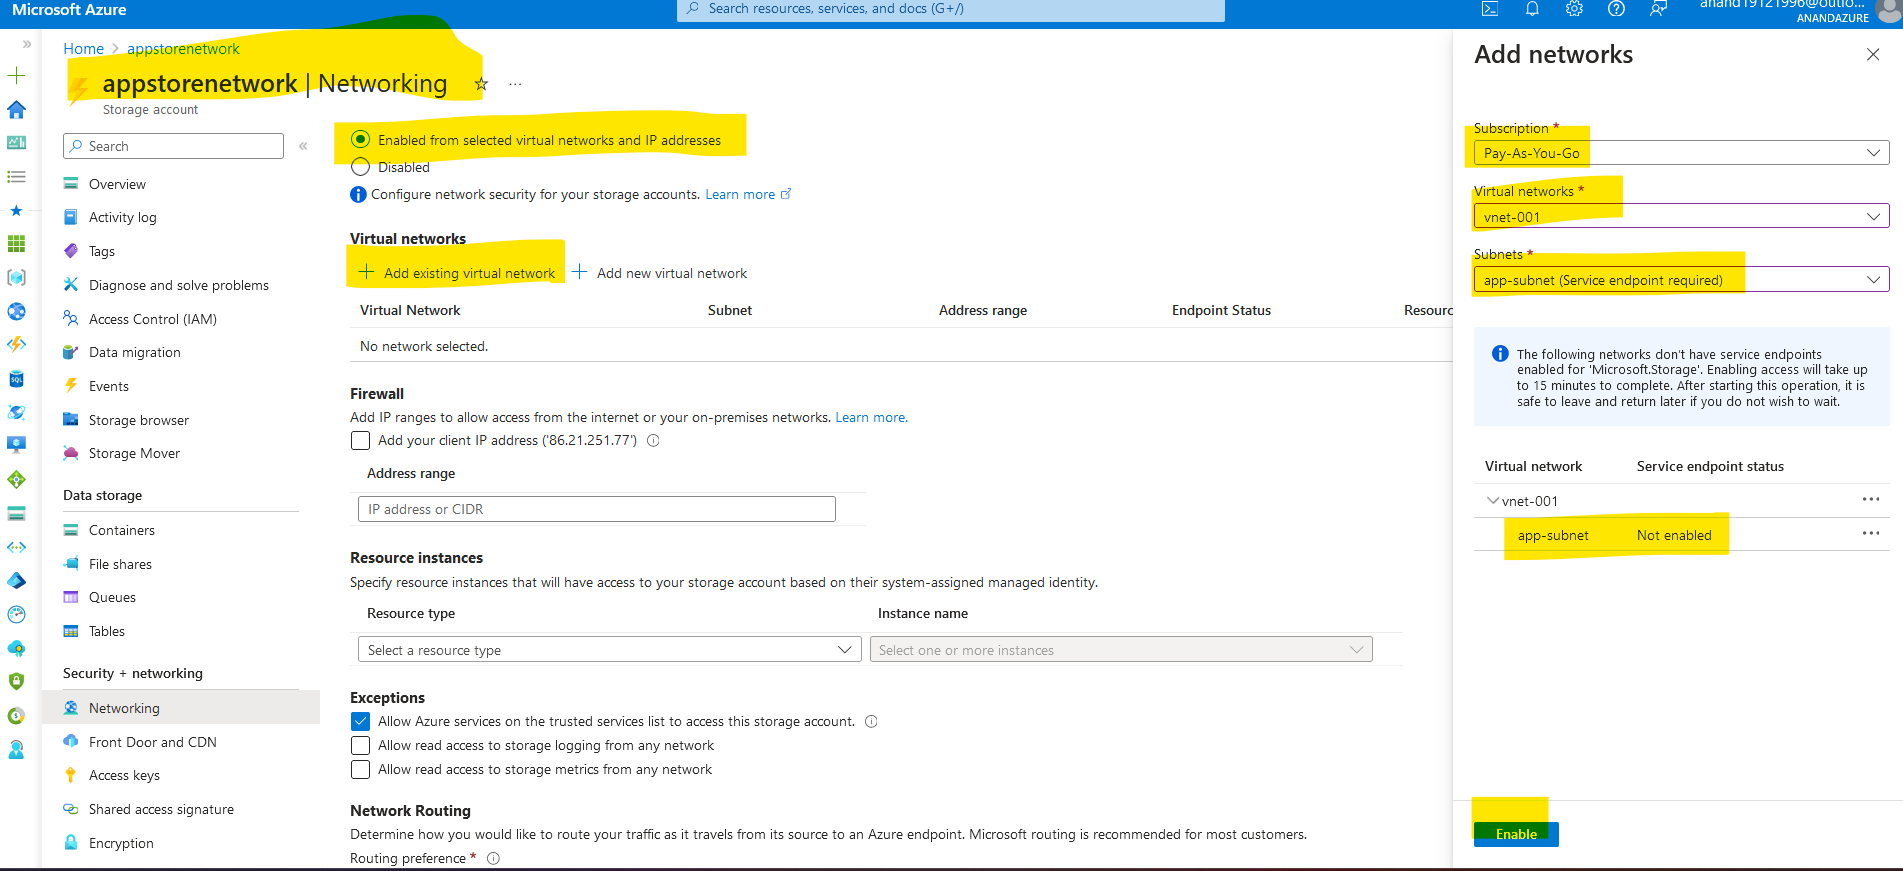 Microsoft Azure
Search resources, services, and docs (G+/)
anand19121996@outlo...
ANANDAZURE
Home > appstorenetwork
appstorenetwork | Networking
Storage account
Search
Overview
Activity log
Tags
Diagnose and solve problems
Access Control (IAM)
Data migration
Events
Storage browser
Storage Mover
Data storage
Containers
File shares
Queues
Tables
Security + networking
Networking
Front Door and CDN
Access keys
Shared access signature
Encryption
Enabled from selected virtual networks and IP addresses
Disabled
Configure network security for your storage accounts. Learn more
Virtual networks
Add existing virtual network + Add new virtual network
Virtual Network Subnet Address range Endpoint Status Resourc
No network selected.
Firewall
Add IP ranges to allow access from the internet or your on-premises networks. Learn more.
Add your client IP address ('86.21.251.77')
Address range
IP address or CIDR
Resource instances
Specify resource instances that will have access to your storage account based on their system-assigned managed identity.
Resource type Instance name
Select a resource type Select one or more instances
Exceptions
Allow Azure services on the trusted services list to access this storage account.
Allow read access to storage logging from any network
Allow read access to storage metrics from any network
Network Routing
Determine how you would like to route your traffic as it travels from its source to an Azure endpoint. Microsoft routing is recommended for most customers.
Routing preference *
Add networks
Subscription *
Pay-As-You-Go
Virtual networks *
vnet-001
Subnets *
app-subnet (Service endpoint required)
The following networks don't have service endpoints
enabled for 'Microsoft.Storage'. Enabling access will take up
to 15 minutes to complete. After starting this operation, it is
safe to leave and return later if you do not wish to wait.
Virtual network Service endpoint status
vnet-001
app-subnet Not enabled
Enable